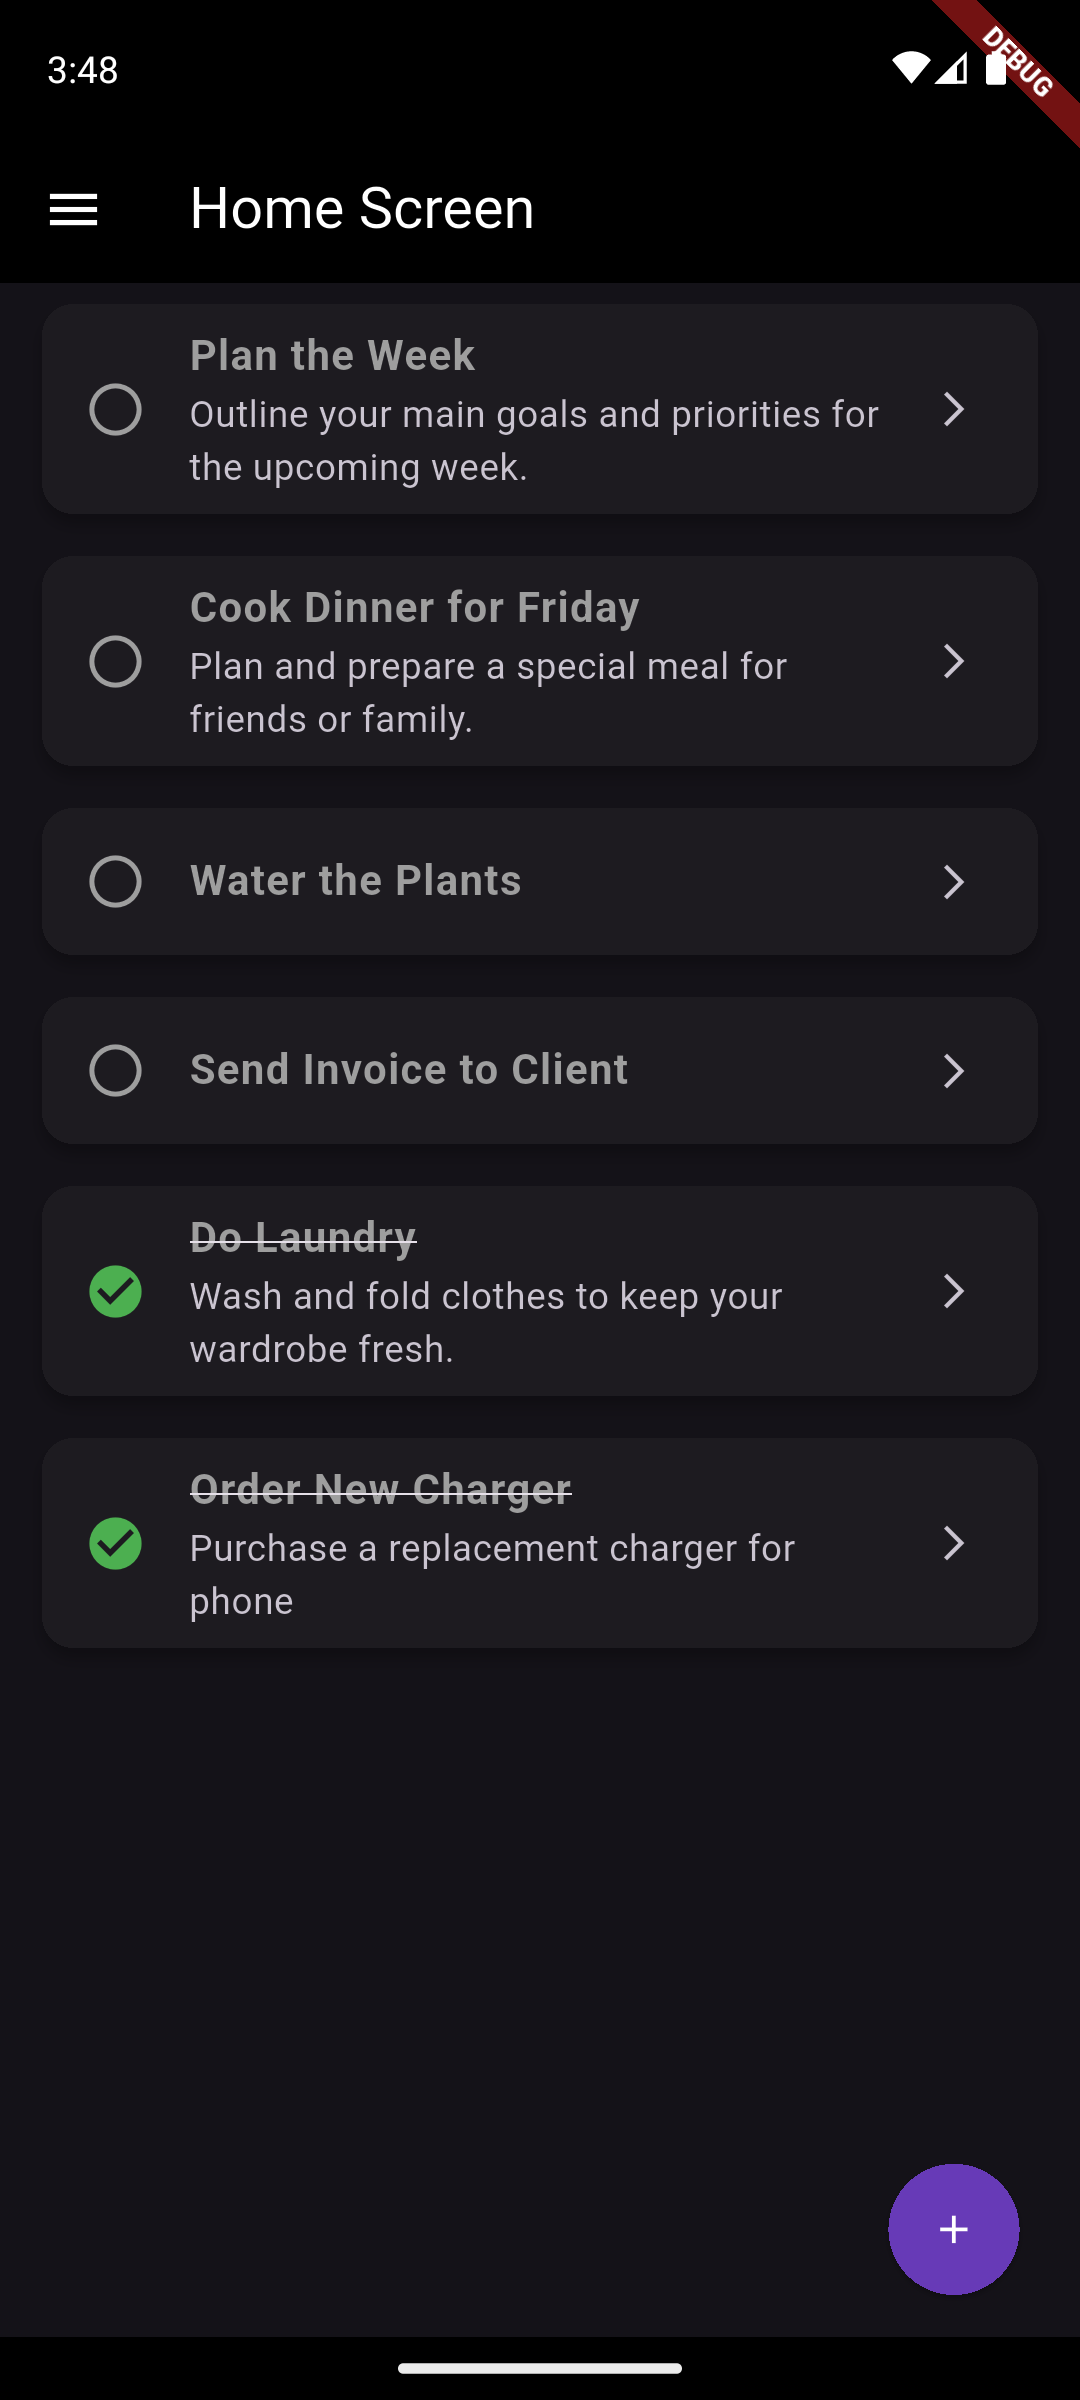 3:48
DEBUG
Home Screen
Plan the Week
Outline your main goals and priorities for
the upcoming week.
Cook Dinner for Friday
Plan and prepare a special meal for
friends or family.
Water the Plants
Send Invoice to Client
Do Laundry
Wash and fold clothes to keep your
wardrobe fresh.
Order New Charger
Purchase a replacement charger for
phone